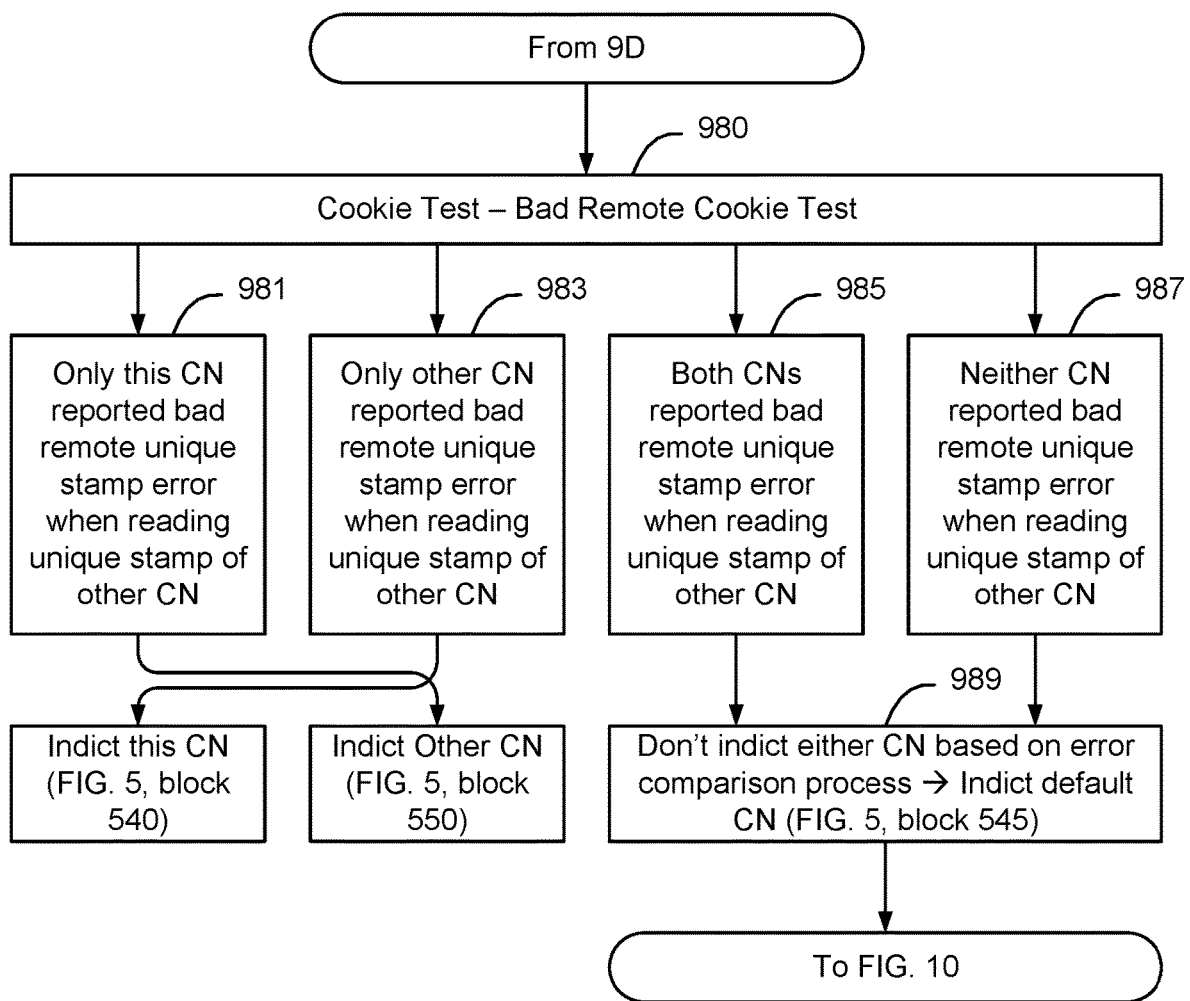 From 9D
980
Cookie Test – Bad Remote Cookie Test
981
983
985
987
Only this CN
reported bad
remote unique
stamp error
when reading
unique stamp of
other CN
Only other CN
reported bad
remote unique
stamp error
when reading
unique stamp of
other CN
Both CNs
reported bad
remote unique
stamp error
when reading
unique stamp of
other CN
Neither CN
reported bad
remote unique
stamp error
when reading
unique stamp of
other CN
989
Indict this CN
(FIG. 5, block
540)
Indict Other CN
(FIG. 5, block
550)
Don't indict either CN based on error
comparison process → Indict default
CN (FIG. 5, block 545)
To FIG. 10